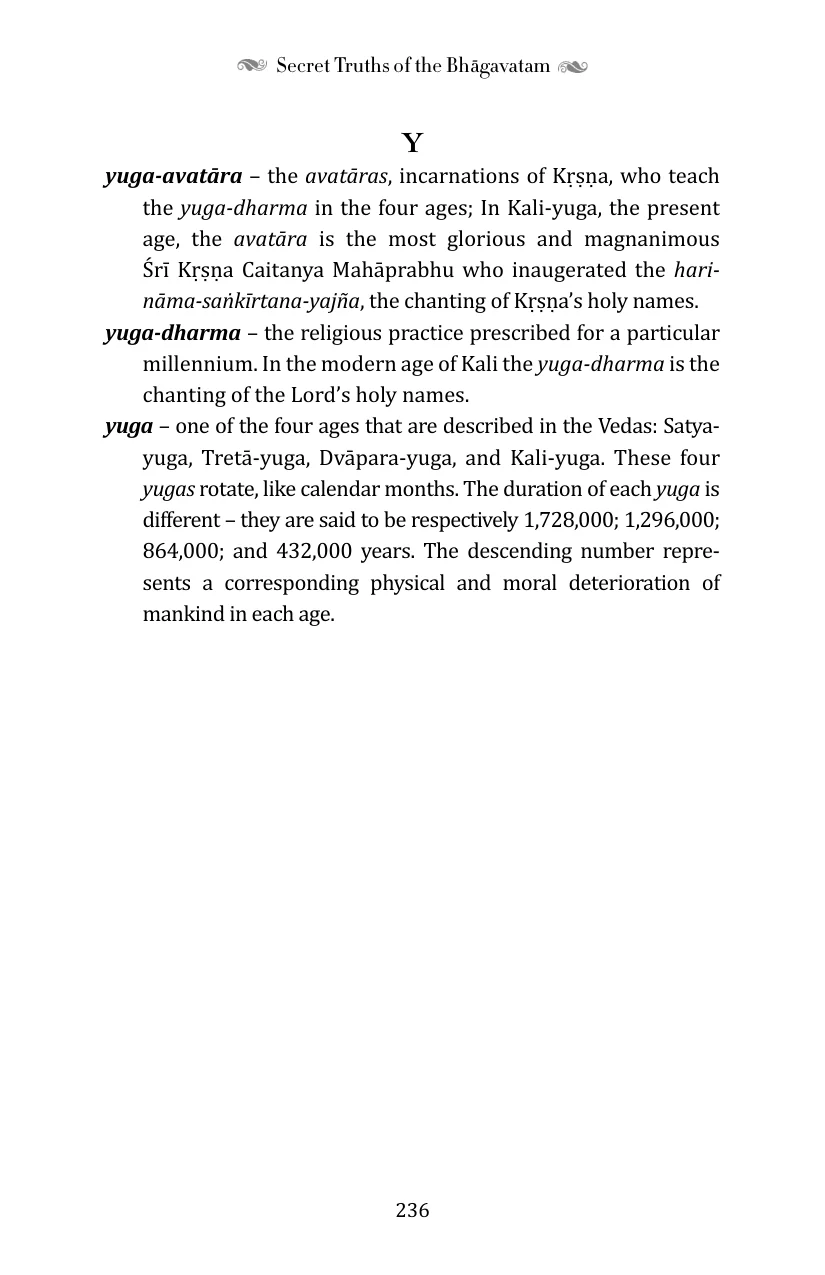 Secret Truths of the Bhāgavatam
Y
yuga-avatāra – the avatāras, incarnations of Kṛṣṇa, who teach
the yuga-dharma in the four ages; In Kali-yuga, the present
age, the avatāra is the most glorious and magnanimous
Śrī Kṛṣṇa Caitanya Mahāprabhu who inaugerated the hari-
nāma-saṅkīrtana-yajña, the chanting of Kṛṣṇa’s holy names.
yuga-dharma – the religious practice prescribed for a particular
millennium. In the modern age of Kali the yuga-dharma is the
chanting of the Lord’s holy names.
yuga – one of the four ages that are described in the Vedas: Satya-
yuga, Tretā-yuga, Dvāpara-yuga, and Kali-yuga. These four
yugas rotate, like calendar months. The duration of each yuga is
different – they are said to be respectively 1,728,000; 1,296,000;
864,000; and 432,000 years. The descending number repre-
sents a corresponding physical and moral deterioration of
mankind in each age.
236